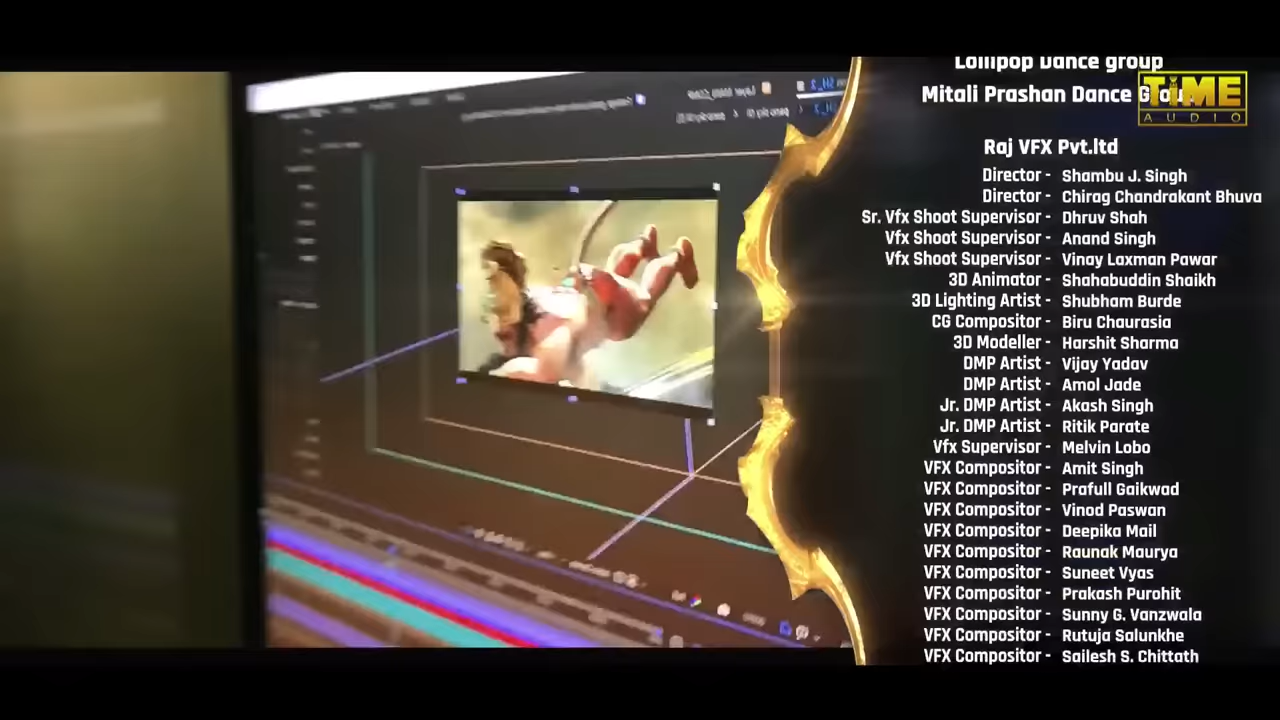 Lollipop Dance group
Mitali Prashan Dance Group
TiME
AUDIO
Raj VFX Pvt.ltd
Director - Shambu J. Singh
Director - Chirag Chandrakant Bhuva
Sr. Vfx Shoot Supervisor - Dhruv Shah
Vfx Shoot Supervisor - Anand Singh
Vfx Shoot Supervisor - Vinay Laxman Pawar
3D Animator - Shahabuddin Shaikh
3D Lighting Artist - Shubham Burde
CG Compositor - Biru Chaurasia
3D Modeller - Harshit Sharma
DMP Artist - Vijay Yadav
DMP Artist - Amol Jade
Jr. DMP Artist - Akash Singh
Jr. DMP Artist - Ritik Parate
Vfx Supervisor - Melvin Lobo
VFX Compositor - Amit Singh
VFX Compositor - Prafull Gaikwad
VFX Compositor - Vinod Paswan
VFX Compositor - Deepika Mail
VFX Compositor - Raunak Maurya
VFX Compositor - Suneet Vyas
VFX Compositor - Prakash Purohit
VFX Compositor - Sunny G. Vanzwala
VFX Compositor - Rutuja Salunkhe
VFX Compositor - Sailesh S. Chittath